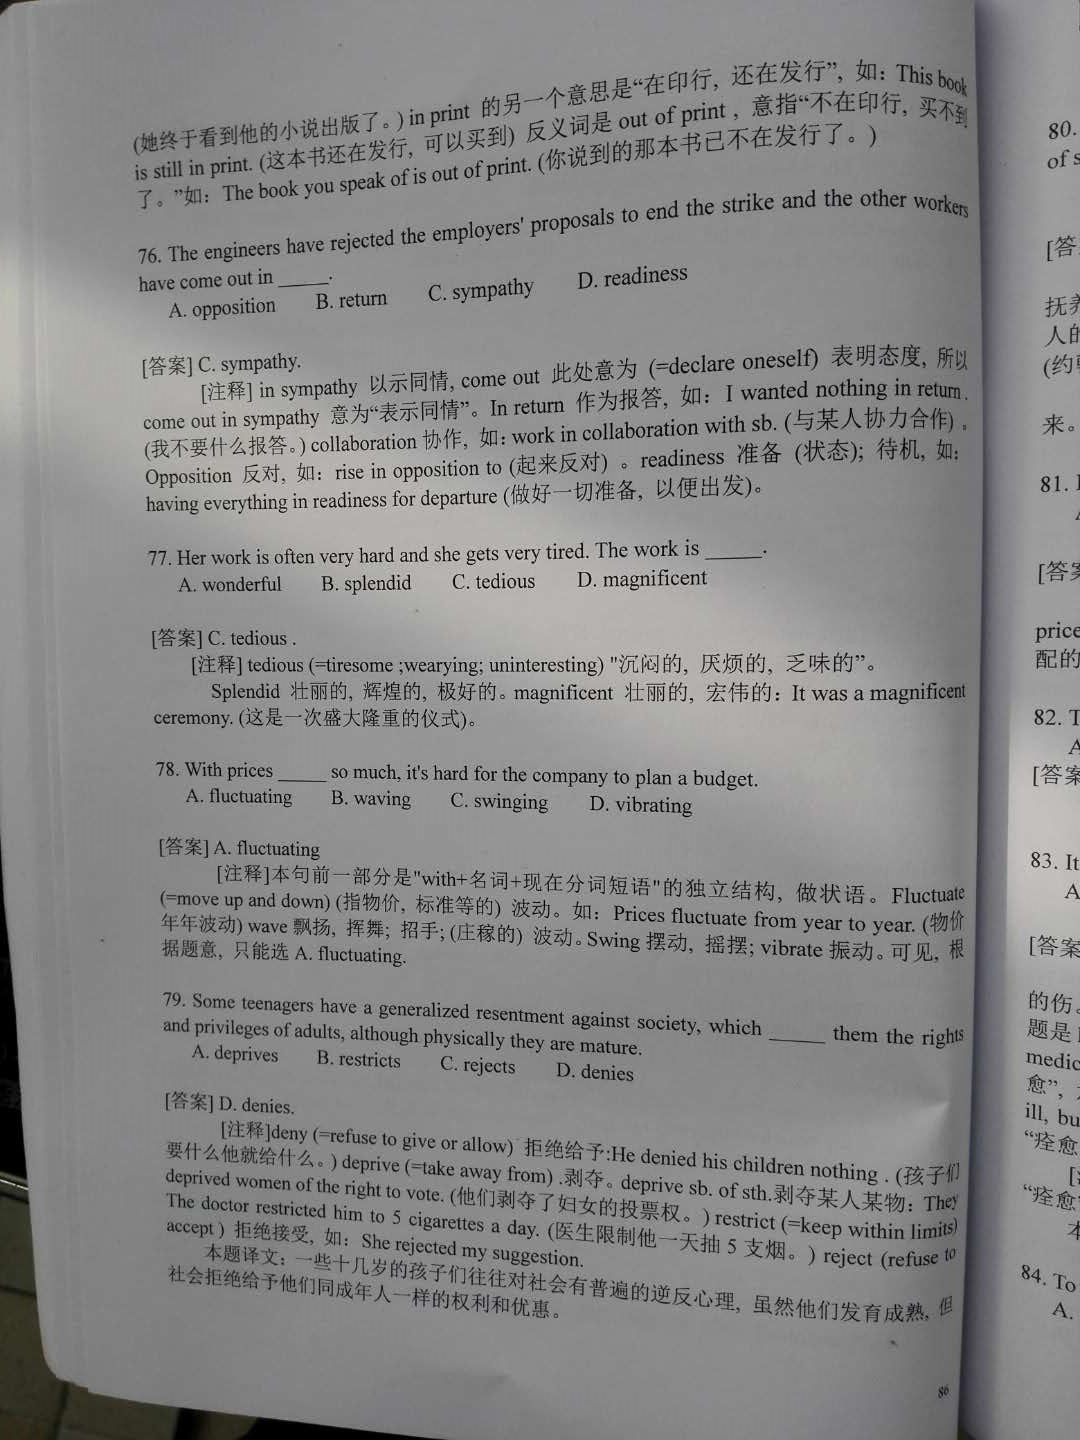 (她终于看到他的小说出版了。) in print 的另一个意思是“在印行, 还在发行”, 如: This book
is still in print. (这本书还在发行, 可以买到) 反义词是 out of print , 意指“不在印行, 买不到
了。”如: The book you speak of is out of print. (你说到的那本书已不在发行了。)
76. The engineers have rejected the employers' proposals to end the strike and the other workers
have come out in _____.
A. opposition B. return C. sympathy D. readiness
[答案] C. sympathy.
[注释] in sympathy 以示同情, come out 此处意为 (=declare oneself) 表明态度, 所以
come out in sympathy 意为“表示同情”。In return 作为报答, 如: I wanted nothing in return.
(我不要什么报答。) collaboration 协作, 如: work in collaboration with sb. (与某人协力合作) 。
Opposition 反对, 如: rise in opposition to (起来反对) 。readiness 准备 (状态); 待机, 如:
having everything in readiness for departure (做好一切准备, 以便出发)。
77. Her work is often very hard and she gets very tired. The work is _____.
A. wonderful B. splendid C. tedious D. magnificent
[答案] C. tedious .
[注释] tedious (=tiresome ;wearying; uninteresting) "沉闷的, 厌烦的, 乏味的”。
Splendid 壮丽的, 辉煌的, 极好的。magnificent 壮丽的, 宏伟的: It was a magnificent
ceremony. (这是一次盛大隆重的仪式)。
78. With prices _____ so much, it's hard for the company to plan a budget.
A. fluctuating B. waving C. swinging D. vibrating
[答案] A. fluctuating
[注释]本句前一部分是"with+名词+现在分词短语"的独立结构, 做状语。Fluctuate
(=move up and down) (指物价, 标准等的) 波动。如: Prices fluctuate from year to year. (物价
年年波动) wave 飘扬, 挥舞; 招手; (庄稼的) 波动。Swing 摆动, 摇摆; vibrate 振动。可见, 根
据题意, 只能选 A. fluctuating.
79. Some teenagers have a generalized resentment against society, which _____ them the rights
and privileges of adults, although physically they are mature.
A. deprives B. restricts C. rejects D. denies
[答案] D. denies.
[注释]deny (=refuse to give or allow) 拒绝给予:He denied his children nothing . (孩子们
要什么他就给什么。) deprive (=take away from) .剥夺。deprive sb. of sth.剥夺某人某物: They
deprived women of the right to vote. (他们剥夺了妇女的投票权。) restrict (=keep within limits)
The doctor restricted him to 5 cigarettes a day. (医生限制他一天抽 5 支烟。) reject (refuse to
accept ) 拒绝接受, 如: She rejected my suggestion.
本题译文: 一些十几岁的孩子们往往对社会有普遍的逆反心理, 虽然他们发育成熟, 但
社会拒绝给予他们同成年人一样的权利和优惠。
86
80.
of s
[答
抚养
人的
(约
来。
81.
[答案
price
配的
82. T
A
[答案
83. It
A
[答案
的伤。
题是
medic
愈”,
ill, bu
“痊愈
“痊愈
本
84. To
A.